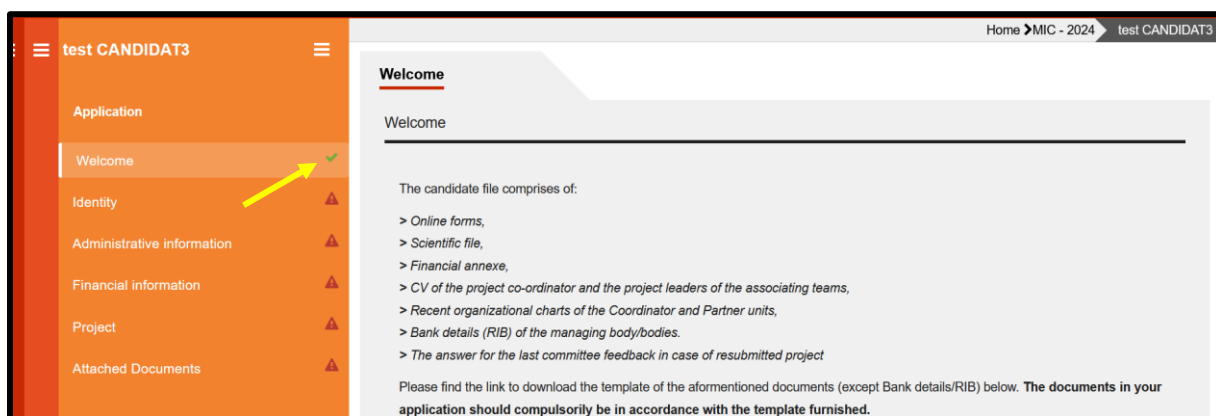 Home > MIC - 2024 test CANDIDAT3
test CANDIDAT3
Welcome
Application
Welcome
Welcome
Identity
Administrative information
Financial information
Project
Attached Documents
The candidate file comprises of:
> Online forms,
> Scientific file,
> Financial annexe,
> CV of the project co-ordinator and the project leaders of the associating teams,
> Recent organizational charts of the Coordinator and Partner units,
> Bank details (RIB) of the managing body/bodies.
> The answer for the last committee feedback in case of resubmitted project
Please find the link to download the template of the aformentioned documents (except Bank details/RIB) below. The documents in your
application should compulsorily be in accordance with the template furnished.